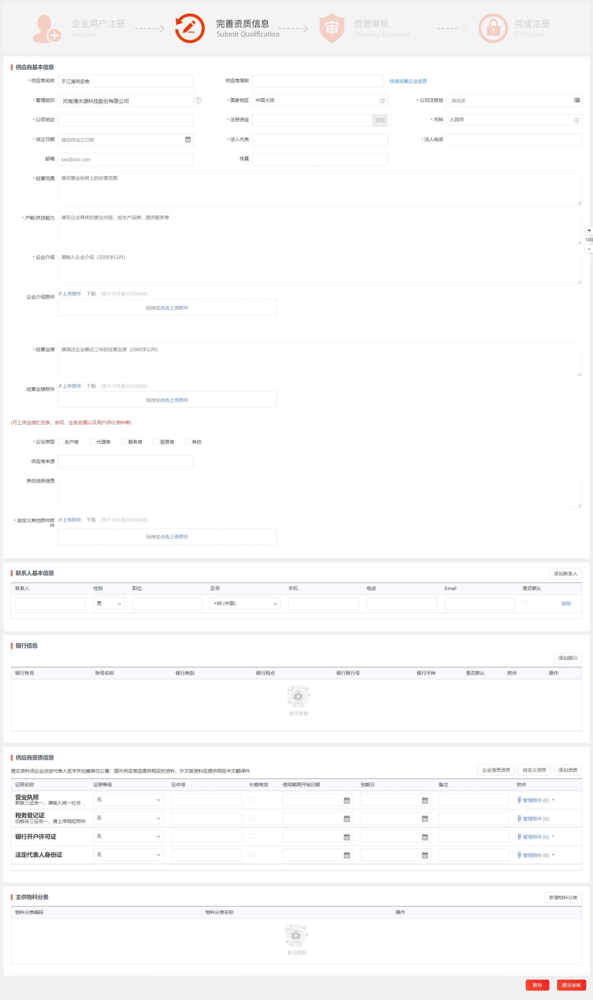 企业用户注册
Register
完善资质信息
Submit Qualification
资质审核
Pending Approval
完成注册
Complete
审
供应商基本信息
* 供应商名称 于江涛供应商 供应商简称 快速完善企业信息
* 管理组织 河南清水源科技股份有限公司 ? * 国家地区 中国大陆 * 公司注册地 请选择
* 公司地址 * 注册资金 万元 * 币种 人民币
* 成立日期 请选择成立日期 * 法人代表 * 法人电话
邮箱 xxx@xxx.com 传真
* 经营范围 填写营业执照上的经营范围
* 产能/供货能力 填写企业具体的营业内容，如生产品牌，提供服务等
+
100
-
* 企业介绍 请输入企业介绍（2000字以内）
企业介绍附件 上传附件 下载 (单个文件最大200MB)
拖拽或点击上传附件
* 经营业绩 请简述企业最近三年的经营业绩（2000字以内）
经营业绩附件 上传附件 下载 (单个文件最大200MB)
拖拽或点击上传附件
(可上传业绩汇总表、合同、业务发票以及用户评价资料等)
* 企业类型 生产商 代理商 服务商 贸易商 其他
供应商来源
其他说明信息
* 自定义其他附件附件 上传附件 下载 (单个文件最大200MB)
拖拽或点击上传附件
联系人基本信息 添加联系人
联系人 性别 职位 区号 手机 电话 Email 是否默认
男 +86 (中国) 移除
银行信息
添加银行
银行账号 账号名称 银行类别 银行网点 银行联行号 银行币种 是否默认 附件 操作
暂无数据
供应商资质信息
提交资料须企业法定代表人签字并加盖单位公章；国外供应商应提供相应的资料，外文版资料应提供相应中文翻译件 企业信息资质 自定义资质 添加资质
证照名称 证照等级 证件号 长期有效 使用期限开始日期 到期日 备注 附件
营业执照 无 管理附件 (0) *
新版三证合一，请输入统一社会...
税务登记证 无 管理附件 (0)
旧版非三证合一，请上传相应附件
银行开户许可证 无 管理附件 (0) *
法定代表人身份证 无 管理附件 (0) *
主供物料分类 新增物料分类
物料分类编码 物料分类名称 操作
暂无数据
暂存 提交审核